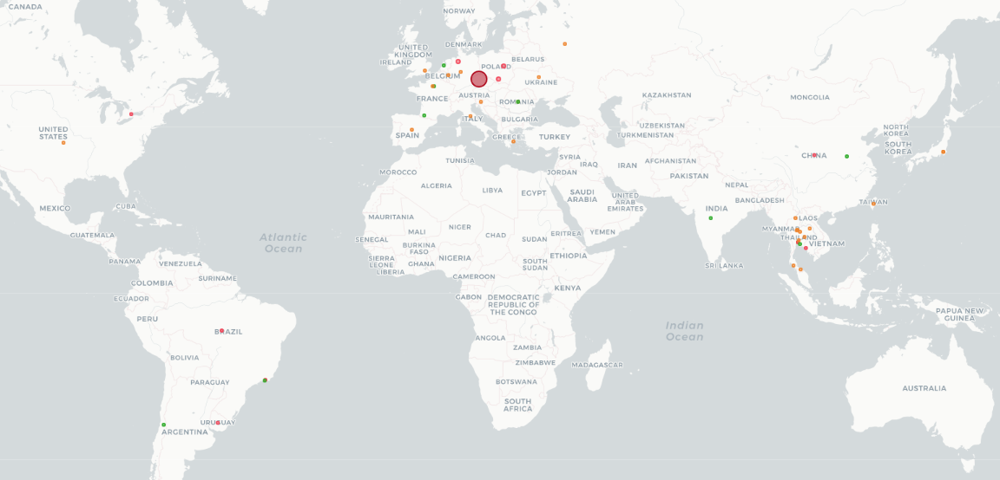 CANADA
NORWAY
UNITED
KINGDOM
DENMARK
IRELAND
BELARUS
POLAND
BELGIUM
UKRAINE
KAZAKHSTAN
MONGOLIA
AUSTRIA
FRANCE
ROMANIA
ITALY
BULGARIA
UZBEKISTAN
TURKMENISTAN
NORTH
KOREA
SOUTH
KOREA
UNITED
STATES
SPAIN
GREECE
TURKEY
CHINA
TUNISIA
SYRIA
IRAQ
IRAN
AFGHANISTAN
MOROCCO
JORDAN
PAKISTAN
ALGERIA
LIBYA
EGYPT
SAUDI
ARABIA
UNITED
ARAB
EMIRATES
NEPAL
BANGLADESH
TAIWAN
MEXICO
CUBA
INDIA
MAURITANIA
LAOS
MYANMAR
GUATEMALA
Atlantic
Ocean
SENEGAL
MALI
NIGER
CHAD
SUDAN
ERITREA
YEMEN
THAILAND
VIETNAM
BURKINA
FASO
PANAMA
VENEZUELA
SIERRA
LEONE
LIBERIA
GHANA
NIGERIA
SOUTH
SUDAN
ETHIOPIA
SRI LANKA
COLOMBIA
SURINAME
CAMEROON
KENYA
ECUADOR
GABON
DEMOCRATIC
REPUBLIC OF
THE CONGO
PAPUA NEW
GUINEA
PERU
BRAZIL
Indian
Ocean
ANGOLA
ZAMBIA
BOLIVIA
ZIMBABWE
MADAGASCAR
PARAGUAY
BOTSWANA
AUSTRALIA
SOUTH
AFRICA
URUGUAY
ARGENTINA